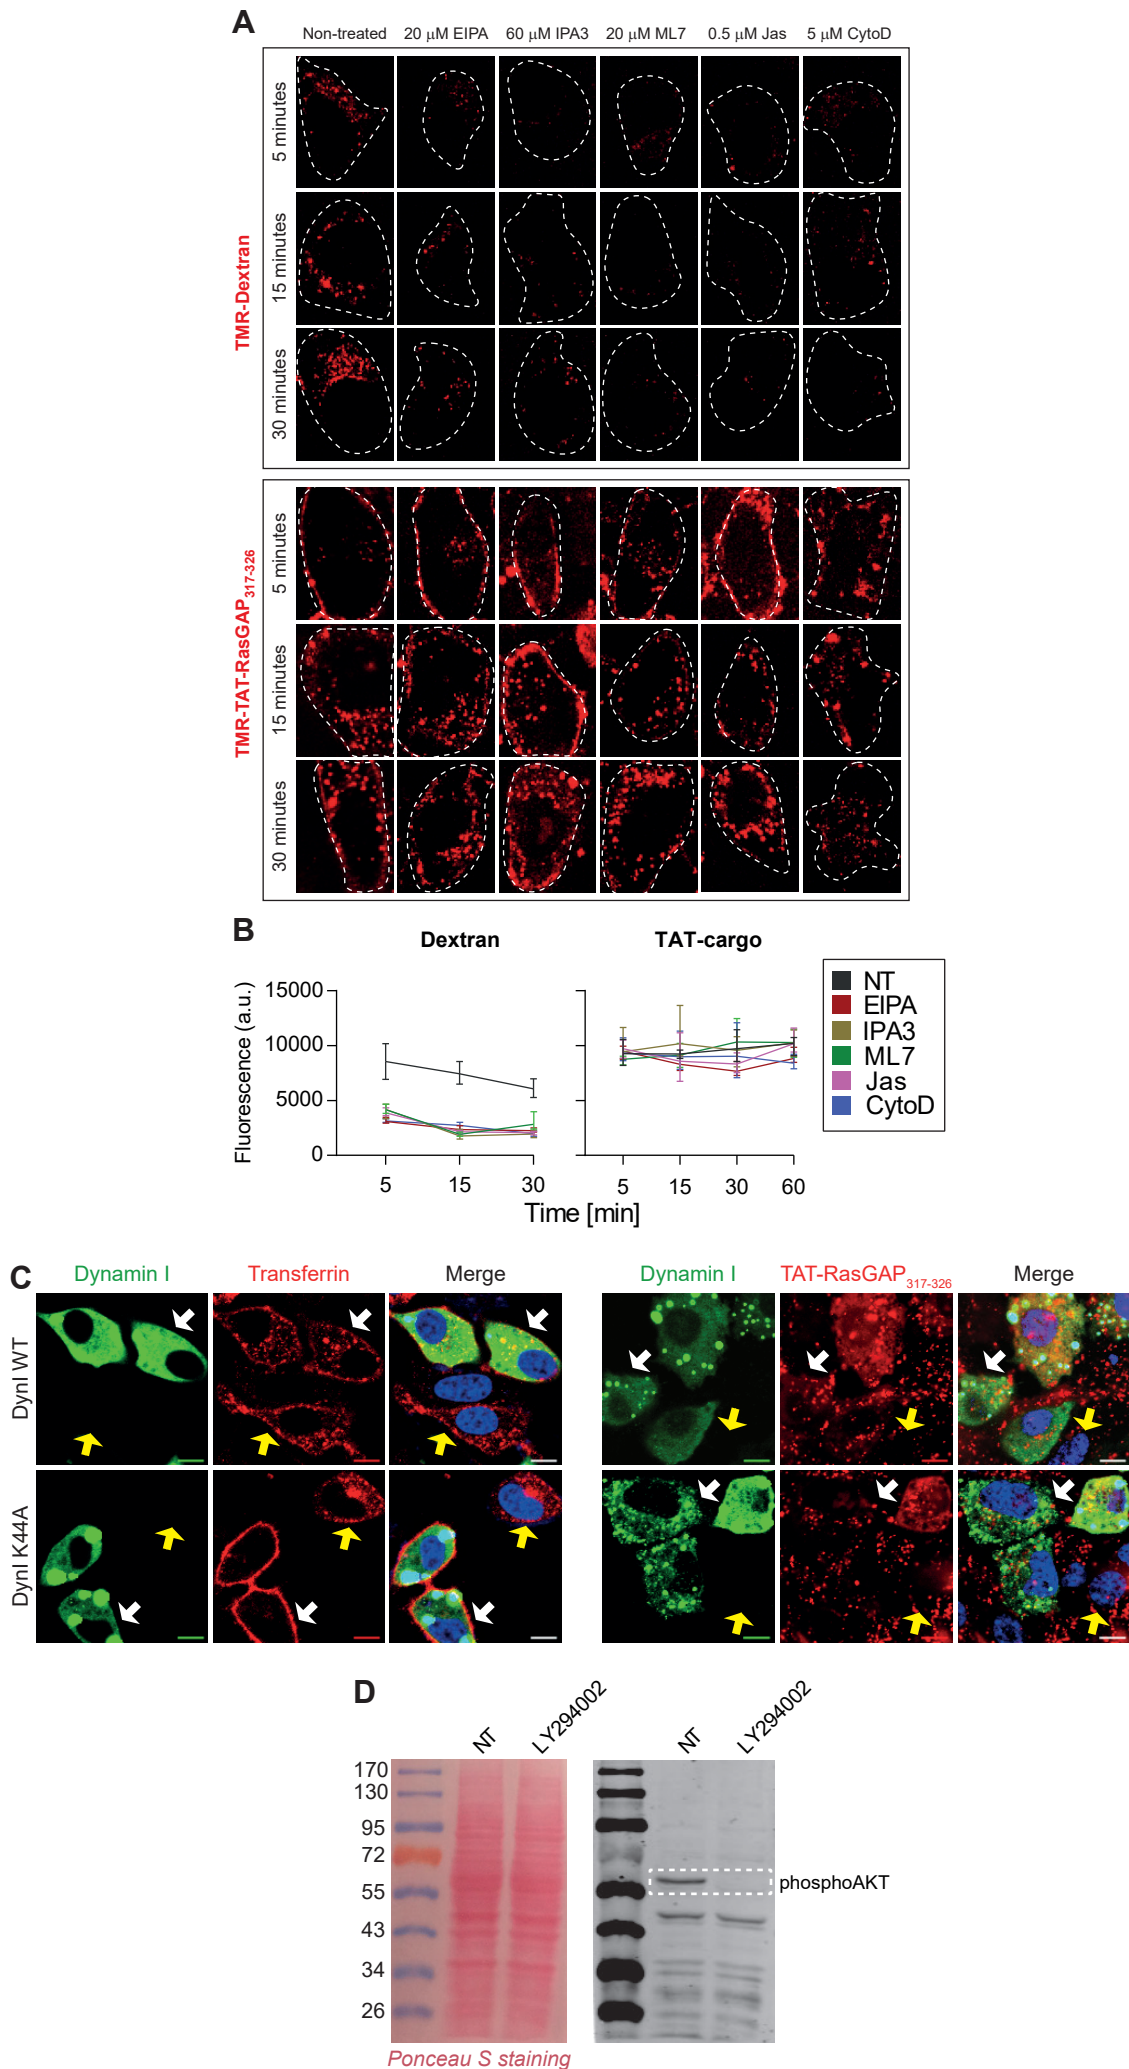 A
Non-treated 20 µM EIPA 60 µM IPA3 20 µM ML7 0.5 µM Jas 5 µM CytoD
TMR-Dextran
5 minutes
15 minutes
30 minutes
TMR-TAT-RasGAP317-326
5 minutes
15 minutes
30 minutes
B
Dextran TAT-cargo
Fluorescence (a.u.)
15000
10000
5000
0
5 15 30 5 15 30 60
Time [min]
NT
EIPA
IPA3
ML7
Jas
CytoD
C
Dynamin I Transferrin Merge Dynamin I TAT-RasGAP317-326 Merge
DynI WT
DynI K44A
D
NT LY294002 NT LY294002
170
130
95
72
55
43
34
26
phosphoAKT
Ponceau S staining